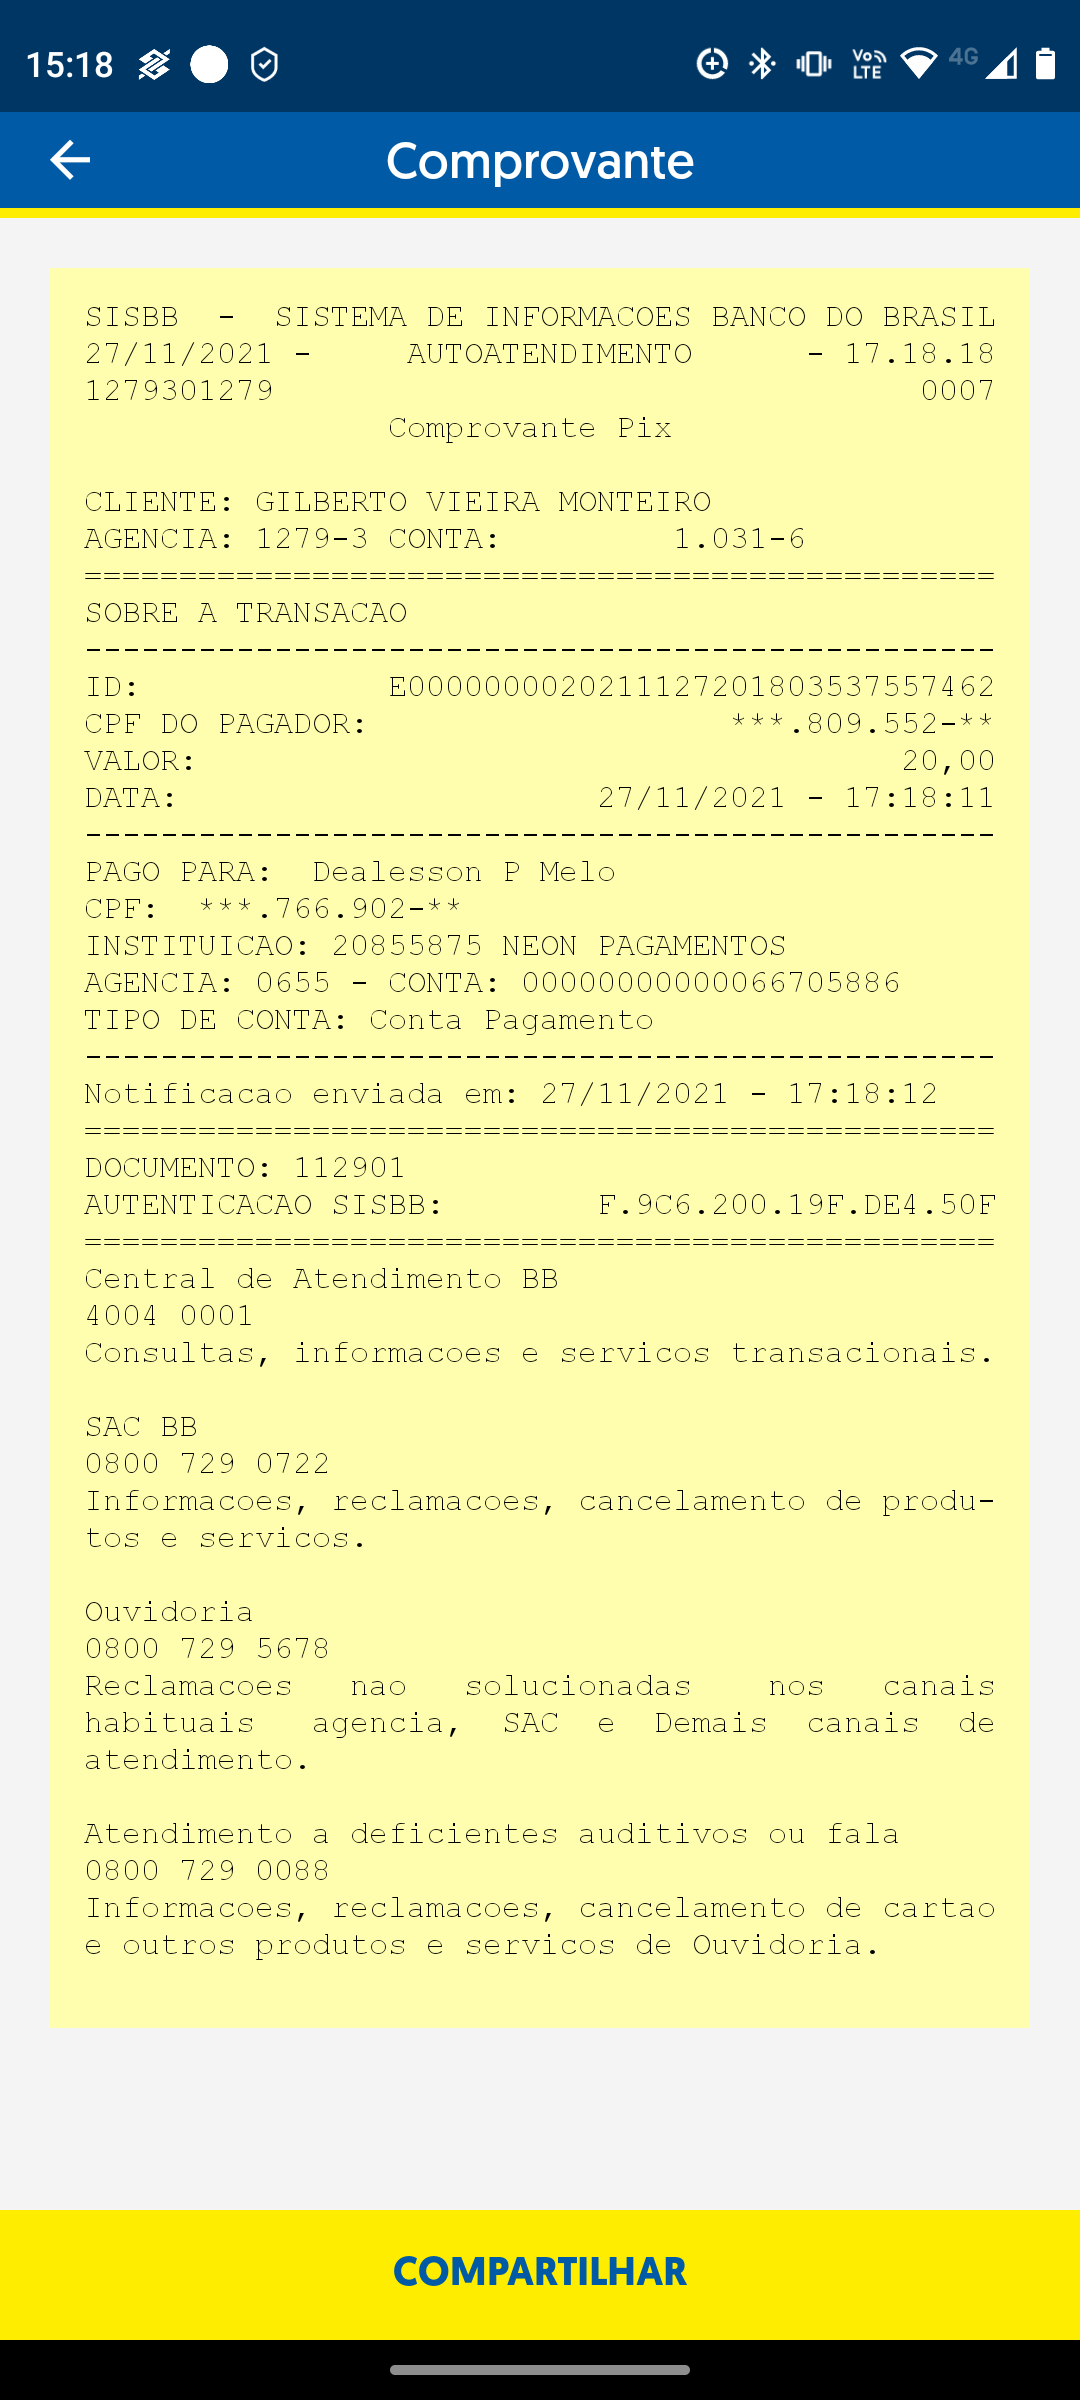 15:18
Vo LTE 4G
Comprovante
SISBB - SISTEMA DE INFORMACOES BANCO DO BRASIL
27/11/2021 - AUTOATENDIMENTO - 17.18.18
1279301279 0007
Comprovante Pix
CLIENTE: GILBERTO VIEIRA MONTEIRO
AGENCIA: 1279-3 CONTA: 1.031-6
================================================
SOBRE A TRANSACAO
------------------------------------------------
ID: E0000000020211127201803537557462
CPF DO PAGADOR: ***.809.552-**
VALOR: 20,00
DATA: 27/11/2021 - 17:18:11
------------------------------------------------
PAGO PARA: Dealesson P Melo
CPF: ***.766.902-**
INSTITUICAO: 20855875 NEON PAGAMENTOS
AGENCIA: 0655 - CONTA: 00000000000066705886
TIPO DE CONTA: Conta Pagamento
------------------------------------------------
Notificacao enviada em: 27/11/2021 - 17:18:12
================================================
DOCUMENTO: 112901
AUTENTICACAO SISBB: F.9C6.200.19F.DE4.50F
================================================
Central de Atendimento BB
4004 0001
Consultas, informacoes e servicos transacionais.
SAC BB
0800 729 0722
Informacoes, reclamacoes, cancelamento de produ-
tos e servicos.
Ouvidoria
0800 729 5678
Reclamacoes nao solucionadas nos canais
habituais agencia, SAC e Demais canais de
atendimento.
Atendimento a deficientes auditivos ou fala
0800 729 0088
Informacoes, reclamacoes, cancelamento de cartao
e outros produtos e servicos de Ouvidoria.
COMPARTILHAR